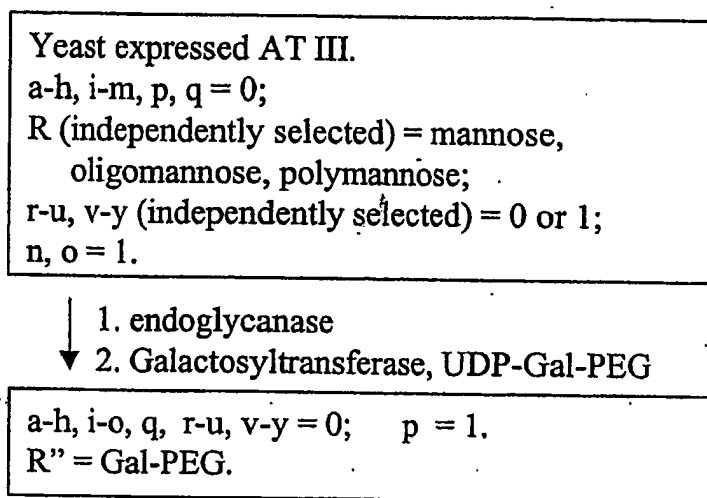 Yeast expressed AT III.
a-h, i-m, p, q = 0;
R (independently selected) = mannose,
oligomannose, polymannose;
r-u, v-y (independently selected) = 0 or 1;
n, o = 1.
1. endoglycanase
2. Galactosyltransferase, UDP-Gal-PEG
a-h, i-o, q, r-u, v-y = 0; p = 1.
R” = Gal-PEG.